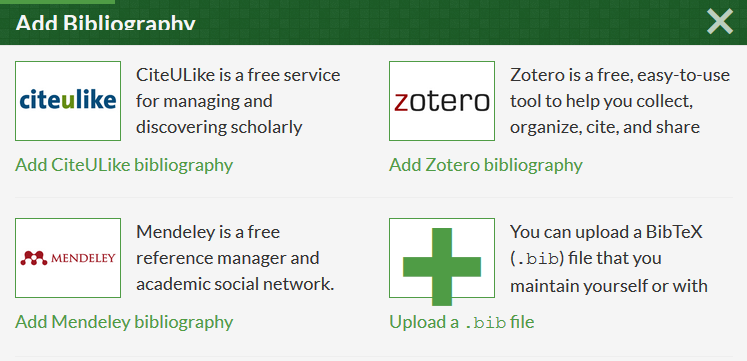 Add Bibliography
citeulike
CiteULike is a free service
for managing and
discovering scholarly
Add CiteULike bibliography
zotero
Zotero is a free, easy-to-use
tool to help you collect,
organize, cite, and share
Add Zotero bibliography
MENDELEY
Mendeley is a free
reference manager and
academic social network.
Add Mendeley bibliography
You can upload a BibTeX
(.bib) file that you
maintain yourself or with
Upload a .bib file